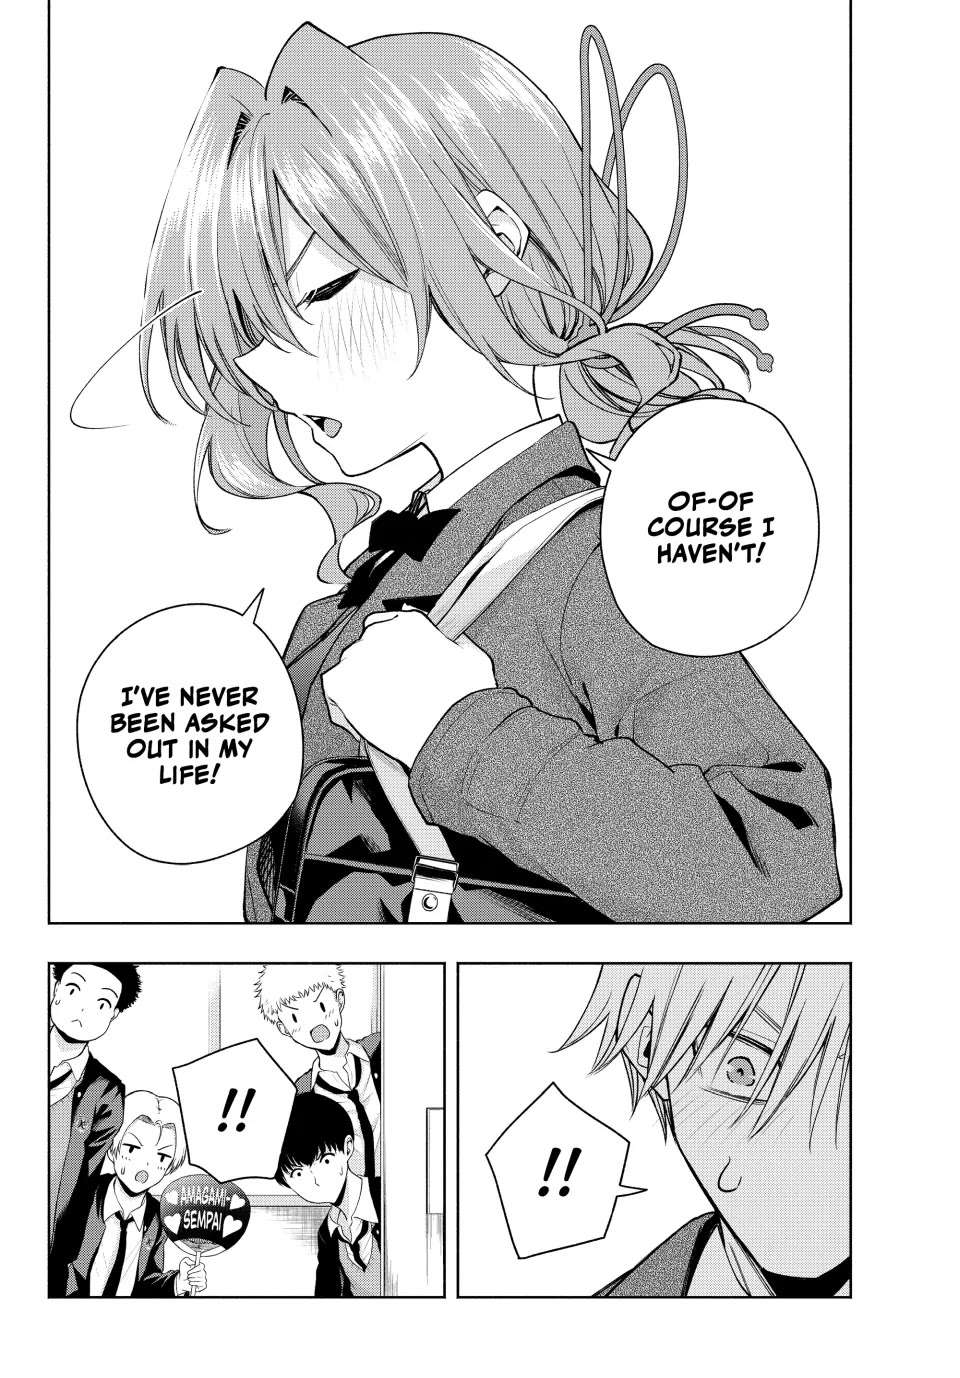 OF-OF
COURSE I
HAVEN'T!
I'VE NEVER
BEEN ASKED
OUT IN MY
LIFE!
!!
!!
AMAGAMI-
SEMPAI